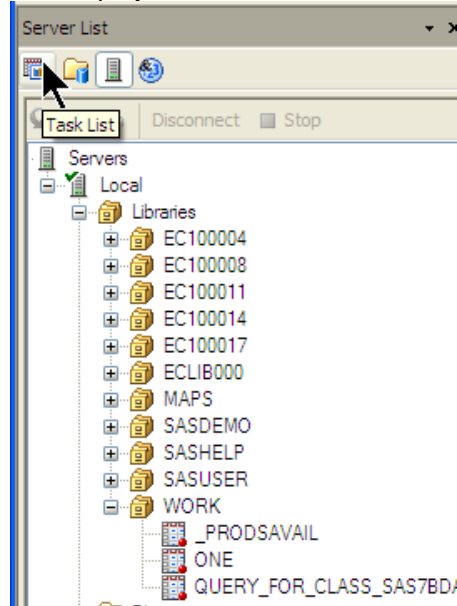 Server List
Task List
Disconnect Stop
Servers
Local
Libraries
EC100004
EC100008
EC100011
EC100014
EC100017
ECLIB000
MAPS
SASDEMO
SASHELP
SASUSER
WORK
_PRODSAVAIL
ONE
QUERY_FOR_CLASS_SAS7BDA